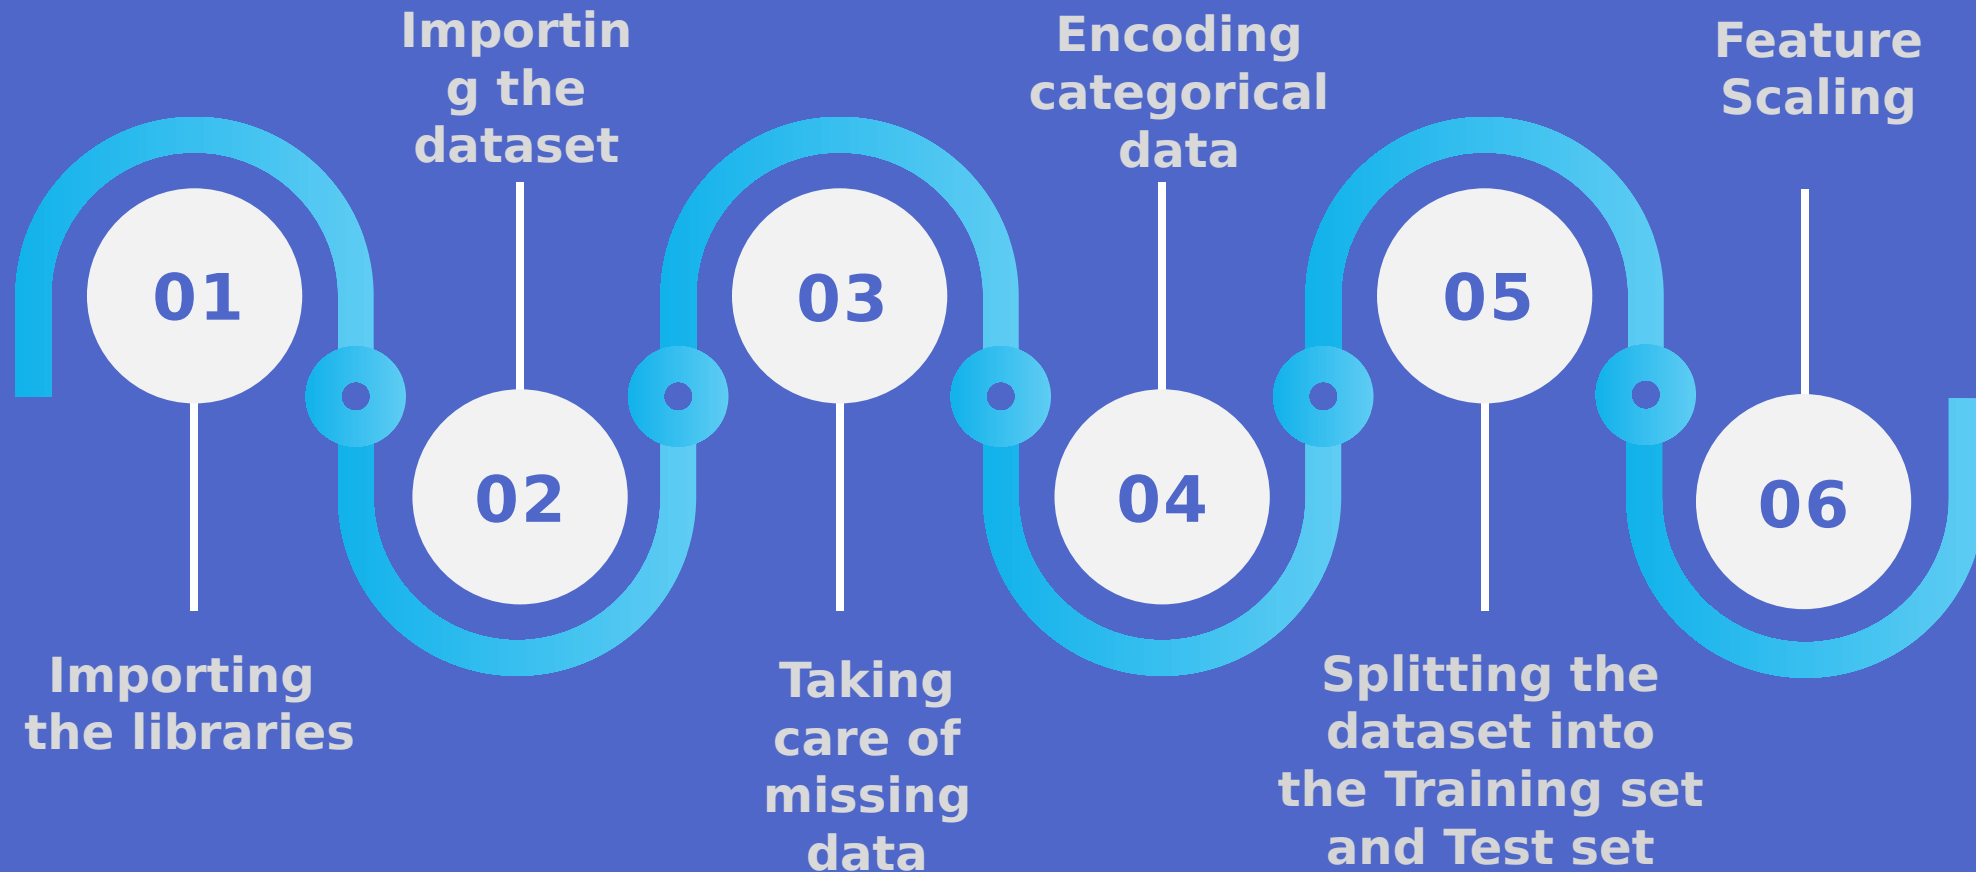 01
Importing
the libraries
02
Importin
g the
dataset
03
Taking
care of
missing
data
04
Encoding
categorical
data
05
Splitting the
dataset into
the Training set
and Test set
06
Feature
Scaling